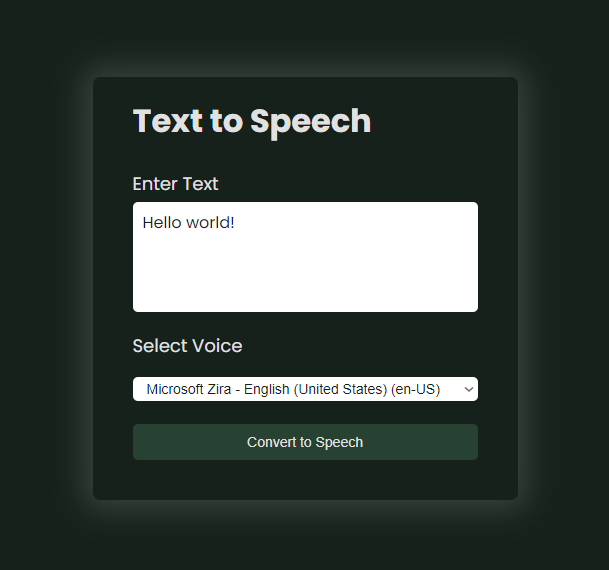 Text to Speech
Enter Text
Hello world!
Select Voice
Microsoft Zira - English (United States) (en-US)
Convert to Speech